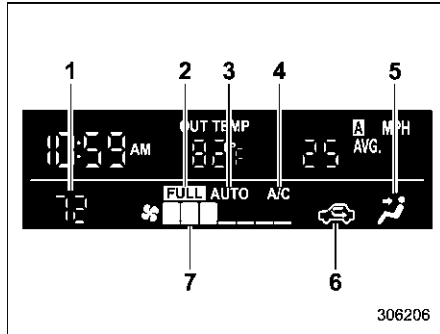 1 2 3 4 5
OUT TEMP A MPH
10:59 AM 82°F 25 AVG.
FULL AUTO A/C
72
7 6
306206